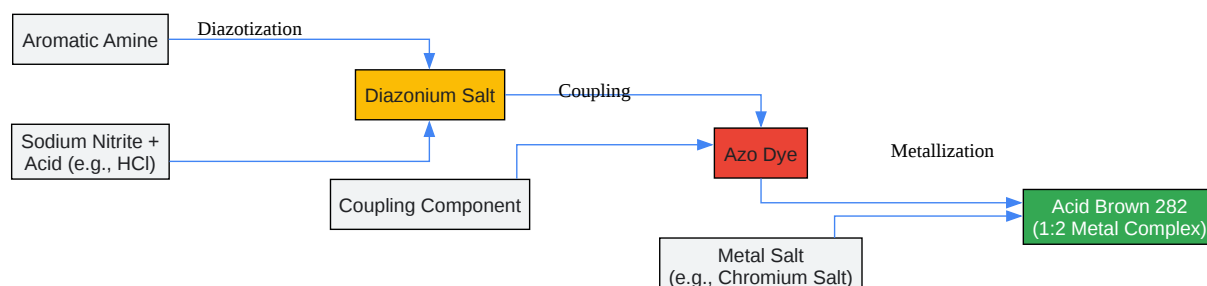 Aromatic Amine
Diazotization
Diazonium Salt
Coupling
Sodium Nitrite +
Acid (e.g., HCl)
Azo Dye
Metallization
Coupling Component
Acid Brown 282
(1:2 Metal Complex)
Metal Salt
(e.g., Chromium Salt)